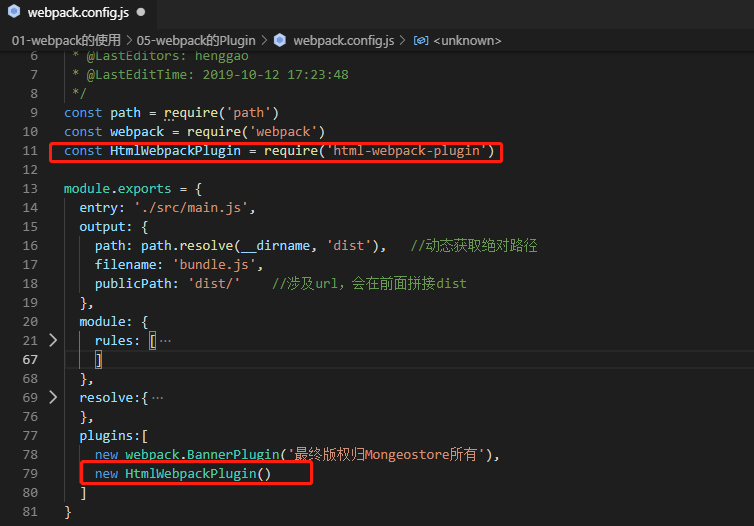 webpack.config.js ●
01-webpack的使用 > 05-webpack的Plugin > webpack.config.js > <unknown>
6 * @LastEditors: henggao
7 * @LastEditTime: 2019-10-12 17:23:48
8 */
9 const path = require('path')
10 const webpack = require('webpack')
11 const HtmlWebpackPlugin = require('html-webpack-plugin')
12
13 module.exports = {
14 entry: './src/main.js',
15 output: {
16 path: path.resolve(__dirname, 'dist'), //动态获取绝对路径
17 filename: 'bundle.js',
18 publicPath: 'dist/' //涉及url，会在前面拼接dist
19 },
20 module: {
21 rules: [ ···
67 ]
68 },
69 resolve:{ ···
76 },
77 plugins:[
78 new webpack.BannerPlugin('最终版权归Mongeostore所有'),
79 new HtmlWebpackPlugin()
80 ]
81 }